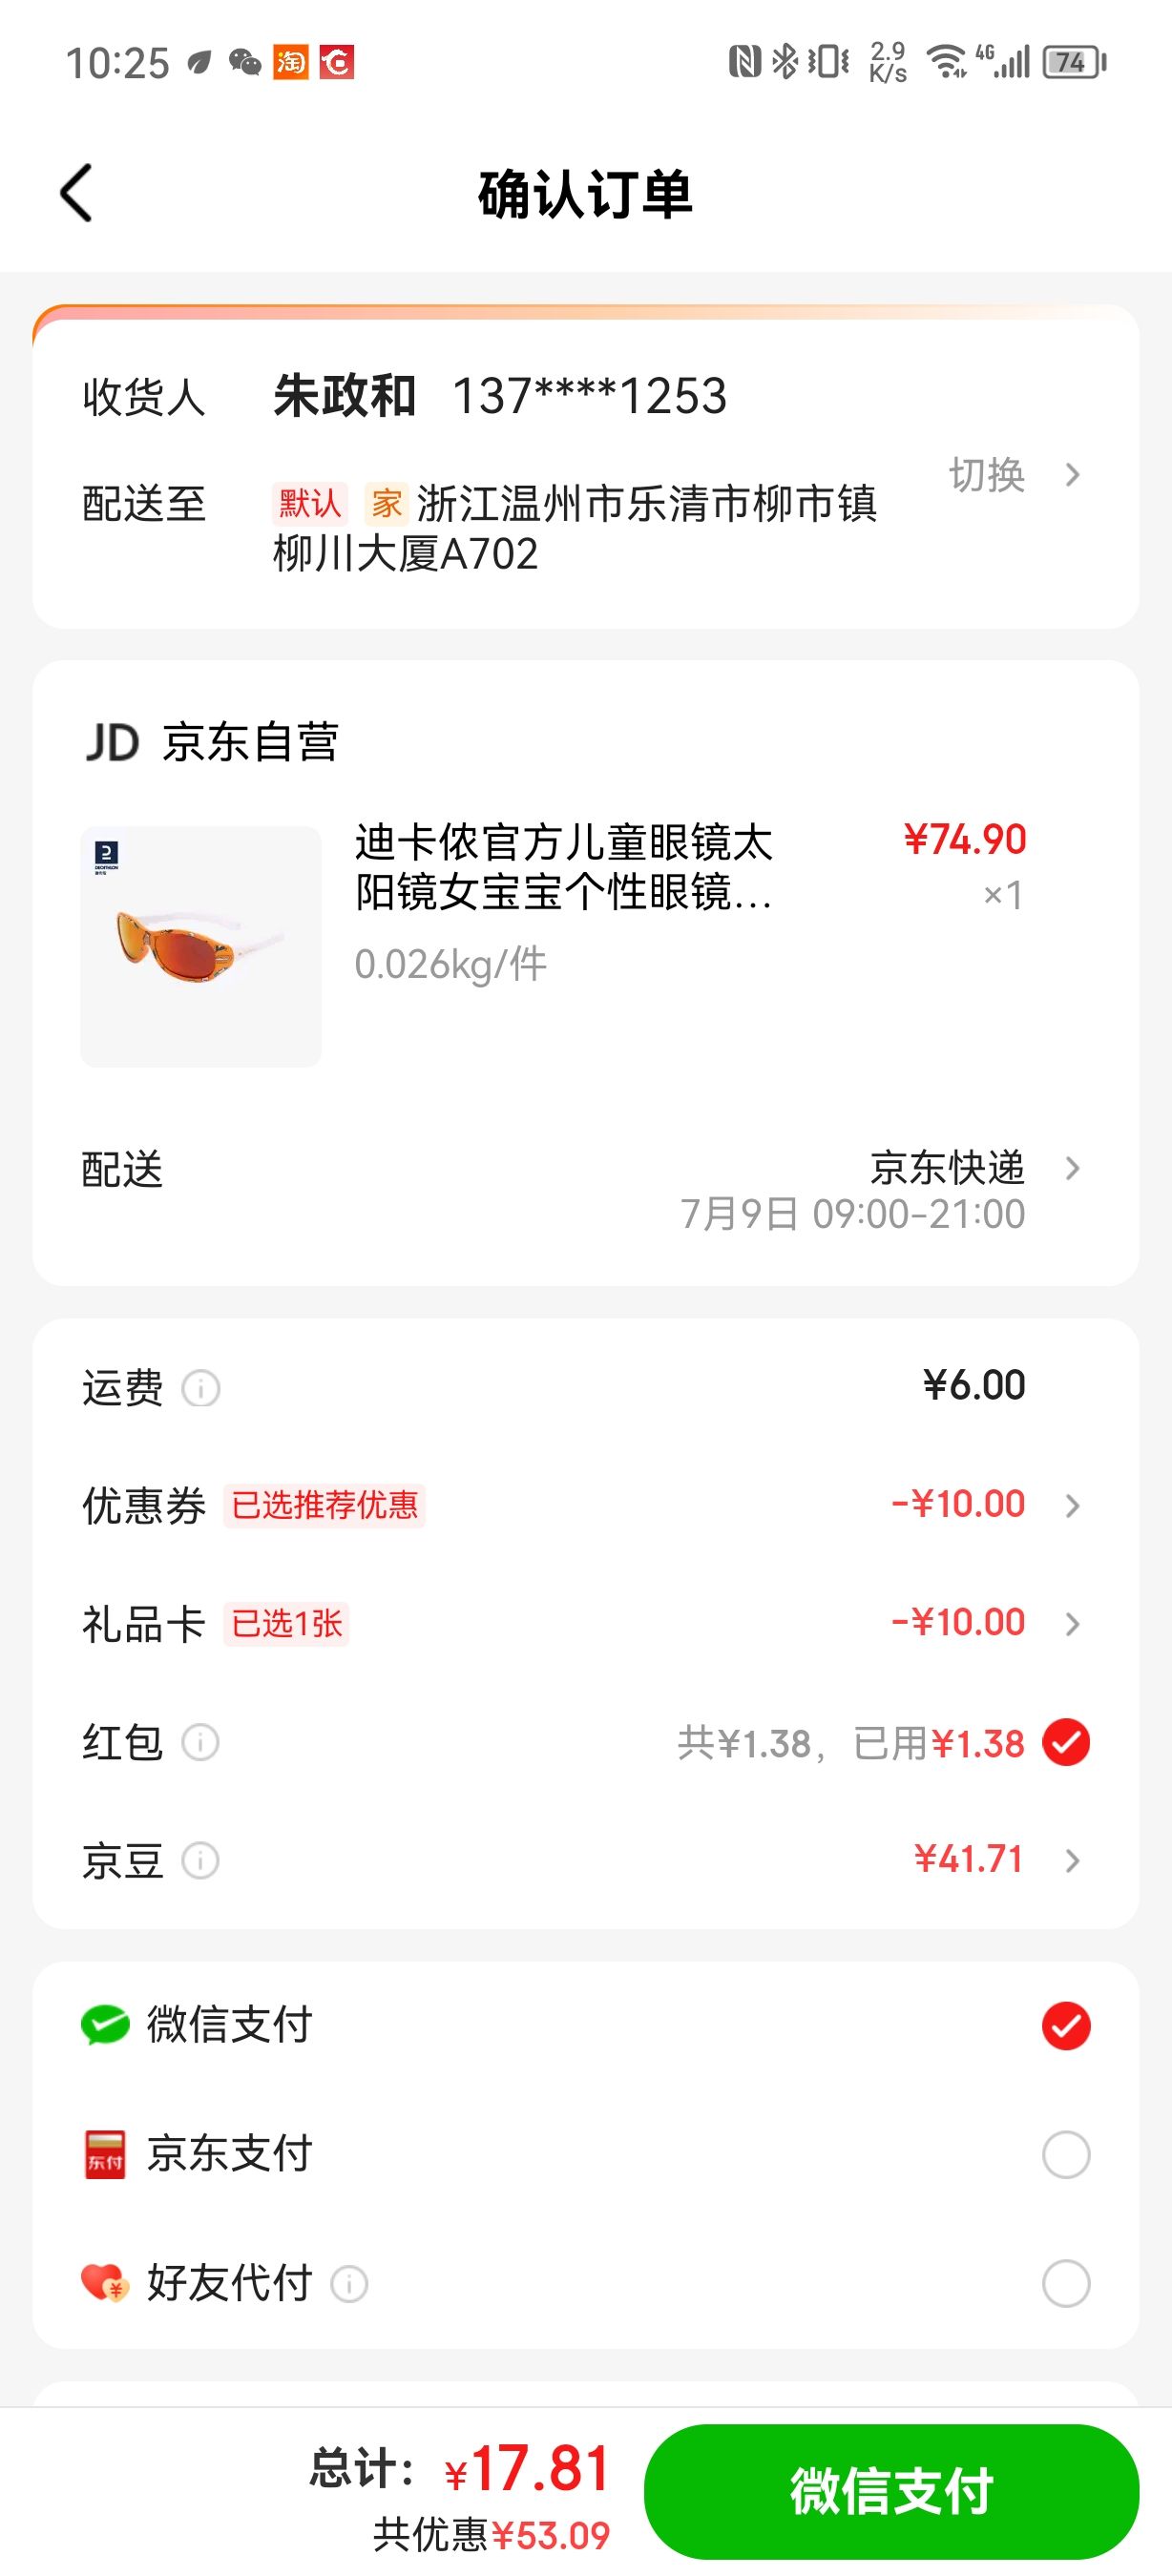 10:25
淘
2.9
K/s
4G
74
确认订单
收货人 朱政和 137****1253
切换
配送至 默认 家 浙江温州市乐清市柳市镇
柳川大厦A702
JD 京东自营
DECATHLON
迪卡侬官方儿童眼镜太
¥74.90
阳镜女宝宝个性眼镜...
×1
0.026kg/件
配送 京东快递
7月9日 09:00-21:00
运费 ¥6.00
优惠券 已选推荐优惠 -¥10.00
礼品卡 已选1张 -¥10.00
红包 共¥1.38，已用¥1.38
京豆 ¥41.71
微信支付
东付 京东支付
好友代付
总计：¥17.81
共优惠¥53.09
微信支付